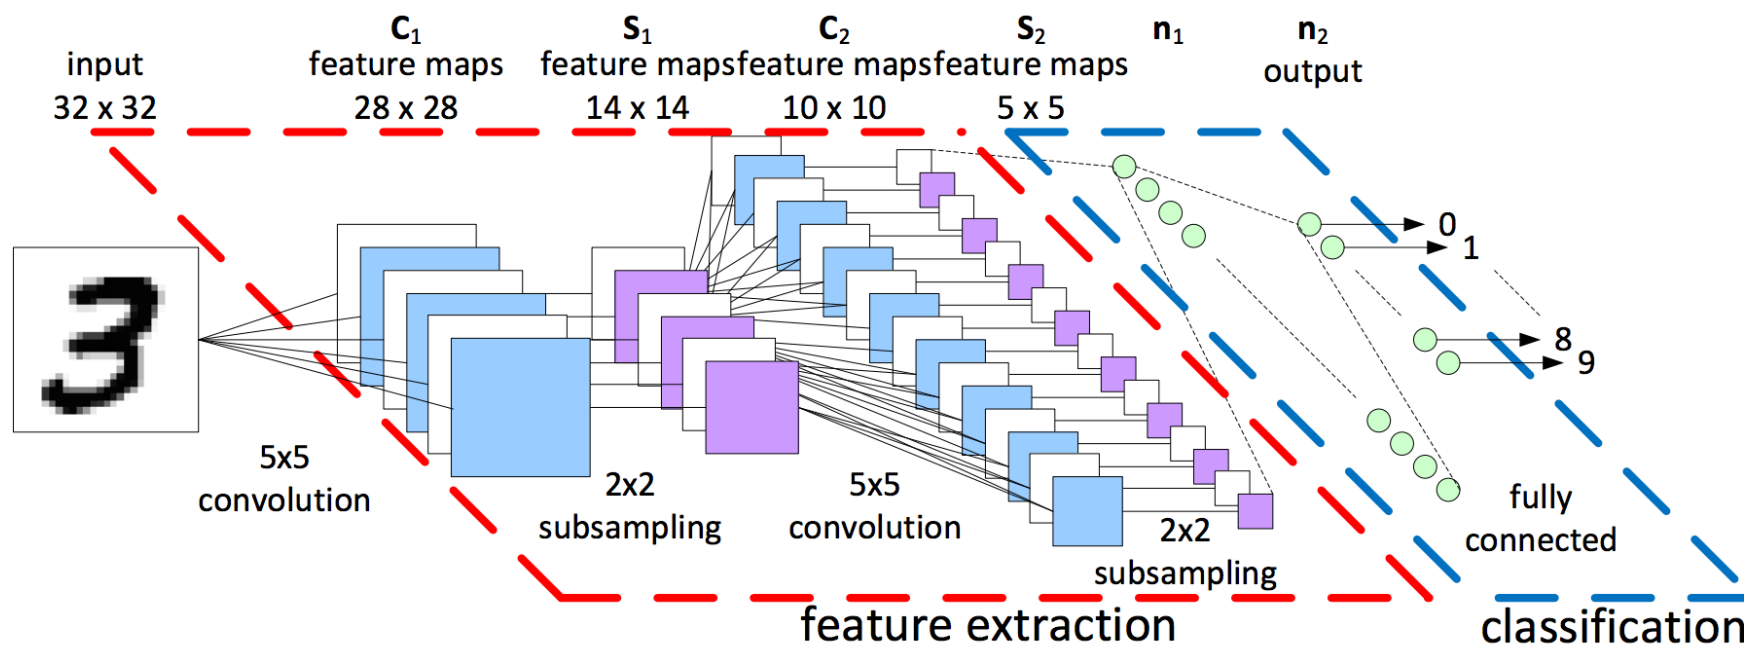 input
32 x 32
C1
feature maps
28 x 28
S1
feature maps
14 x 14
C2
feature maps
10 x 10
S2
feature maps
5 x 5
n1
n2
output
0
1
8
9
3
5x5
convolution
2x2
subsampling
5x5
convolution
2x2
subsampling
fully
connected
feature extraction
classification